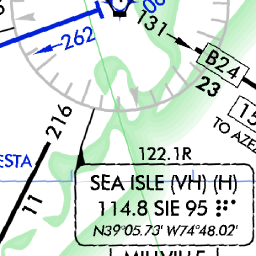 262
131
B24
23
15
TO AZE
216
11
ESTA
122.1R
SEA ISLE (VH) (H)
114.8 SIE 95
N39°05.73' W74°48.02'